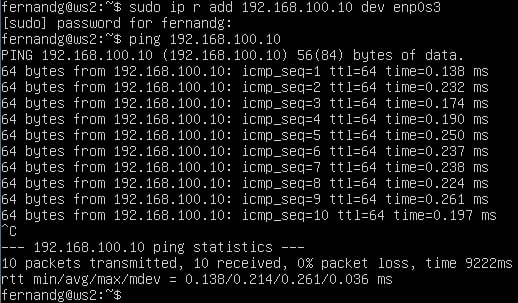 fernandg@ws2:~$ sudo ip r add 192.168.100.10 dev enp0s3
[sudo] password for fernandg:
fernandg@ws2:~$ ping 192.168.100.10
PING 192.168.100.10 (192.168.100.10) 56(84) bytes of data.
64 bytes from 192.168.100.10: icmp_seq=1 ttl=64 time=0.138 ms
64 bytes from 192.168.100.10: icmp_seq=2 ttl=64 time=0.232 ms
64 bytes from 192.168.100.10: icmp_seq=3 ttl=64 time=0.174 ms
64 bytes from 192.168.100.10: icmp_seq=4 ttl=64 time=0.190 ms
64 bytes from 192.168.100.10: icmp_seq=5 ttl=64 time=0.250 ms
64 bytes from 192.168.100.10: icmp_seq=6 ttl=64 time=0.237 ms
64 bytes from 192.168.100.10: icmp_seq=7 ttl=64 time=0.238 ms
64 bytes from 192.168.100.10: icmp_seq=8 ttl=64 time=0.224 ms
64 bytes from 192.168.100.10: icmp_seq=9 ttl=64 time=0.261 ms
64 bytes from 192.168.100.10: icmp_seq=10 ttl=64 time=0.197 ms
^C
--- 192.168.100.10 ping statistics ---
10 packets transmitted, 10 received, 0% packet loss, time 9222ms
rtt min/avg/max/mdev = 0.138/0.214/0.261/0.036 ms
fernandg@ws2:~$